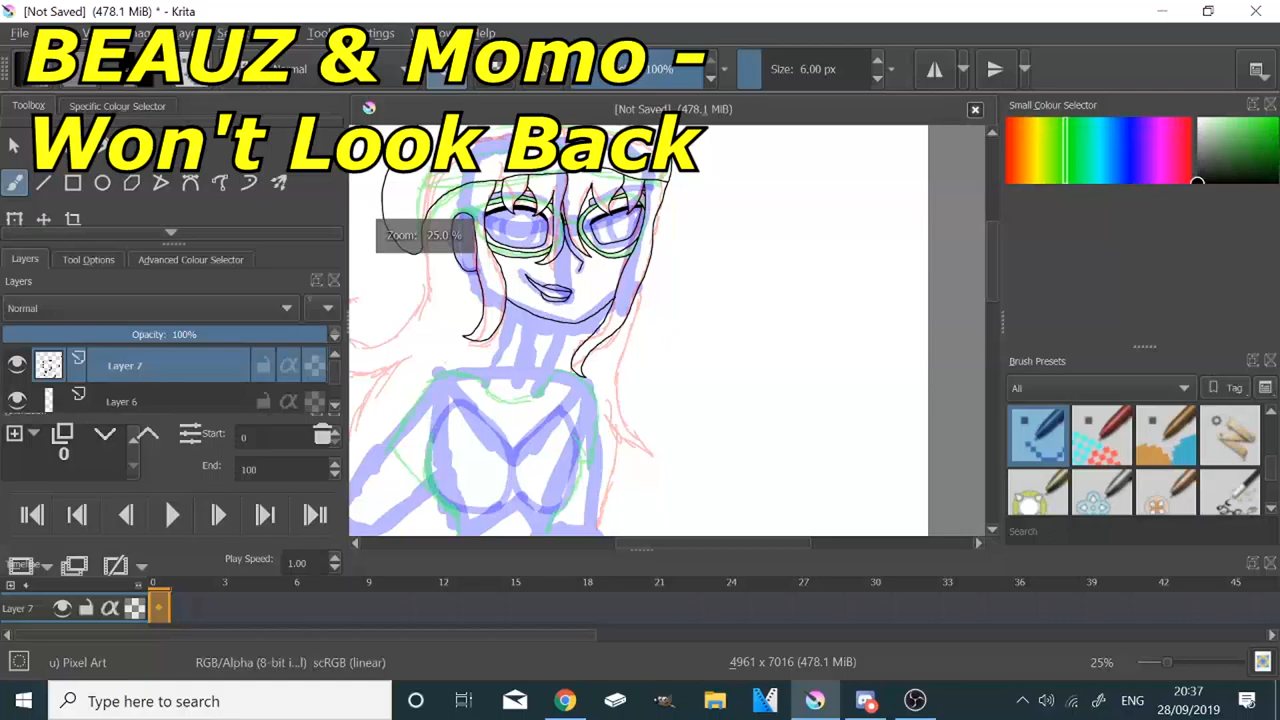 [Not Saved] (478.1 MiB) * - Krita
File
Settings
Help
BEAUZ & Momo -
Won't Look Back
Normal
100%
Size: 6.00 px
Toolbox
Specific Colour Selector
[Not Saved] (478.1 MiB)
Small Colour Selector
Zoom: 25.0 %
Layers
Tool Options
Advanced Colour Selector
Layers
Normal
Opacity: 100%
Layer 7
Layer 6
Start: 0
End: 100
0
Brush Presets
All
Tag
Search
Play Speed: 1.00
0 3 6 9 12 15 18 21 24 27 30 33 36 39 42 45
Layer 7
u) Pixel Art
RGB/Alpha (8-bit i...l) scRGB (linear)
4961 x 7016 (478.1 MiB)
25%
Type here to search
ENG
20:37
28/09/2019